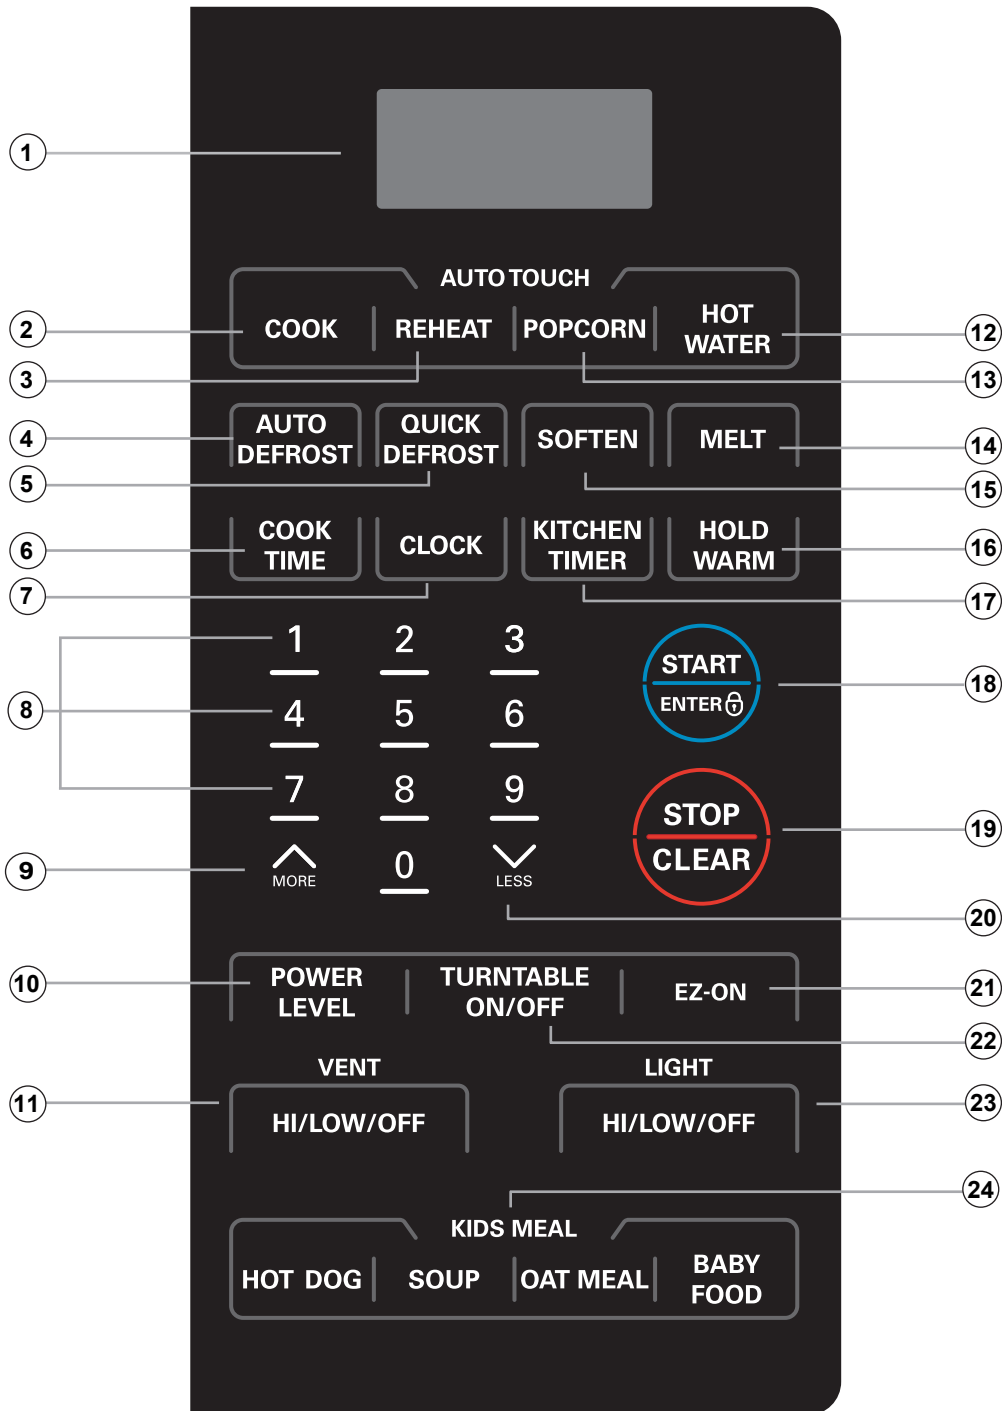 1
AUTO TOUCH
2 COOK REHEAT POPCORN HOT WATER 12
3 13
4 AUTO DEFROST QUICK DEFROST SOFTEN MELT 14
5 15
6 COOK TIME CLOCK KITCHEN TIMER HOLD WARM 16
7 17
1 2 3
START
ENTER 18
8 4 5 6
7 8 9
STOP
CLEAR 19
9 MORE 0 LESS
20
10 POWER LEVEL TURNTABLE ON/OFF EZ-ON 21
22
VENT LIGHT
11 HI/LOW/OFF HI/LOW/OFF 23
24
KIDS MEAL
HOT DOG SOUP OAT MEAL BABY FOOD